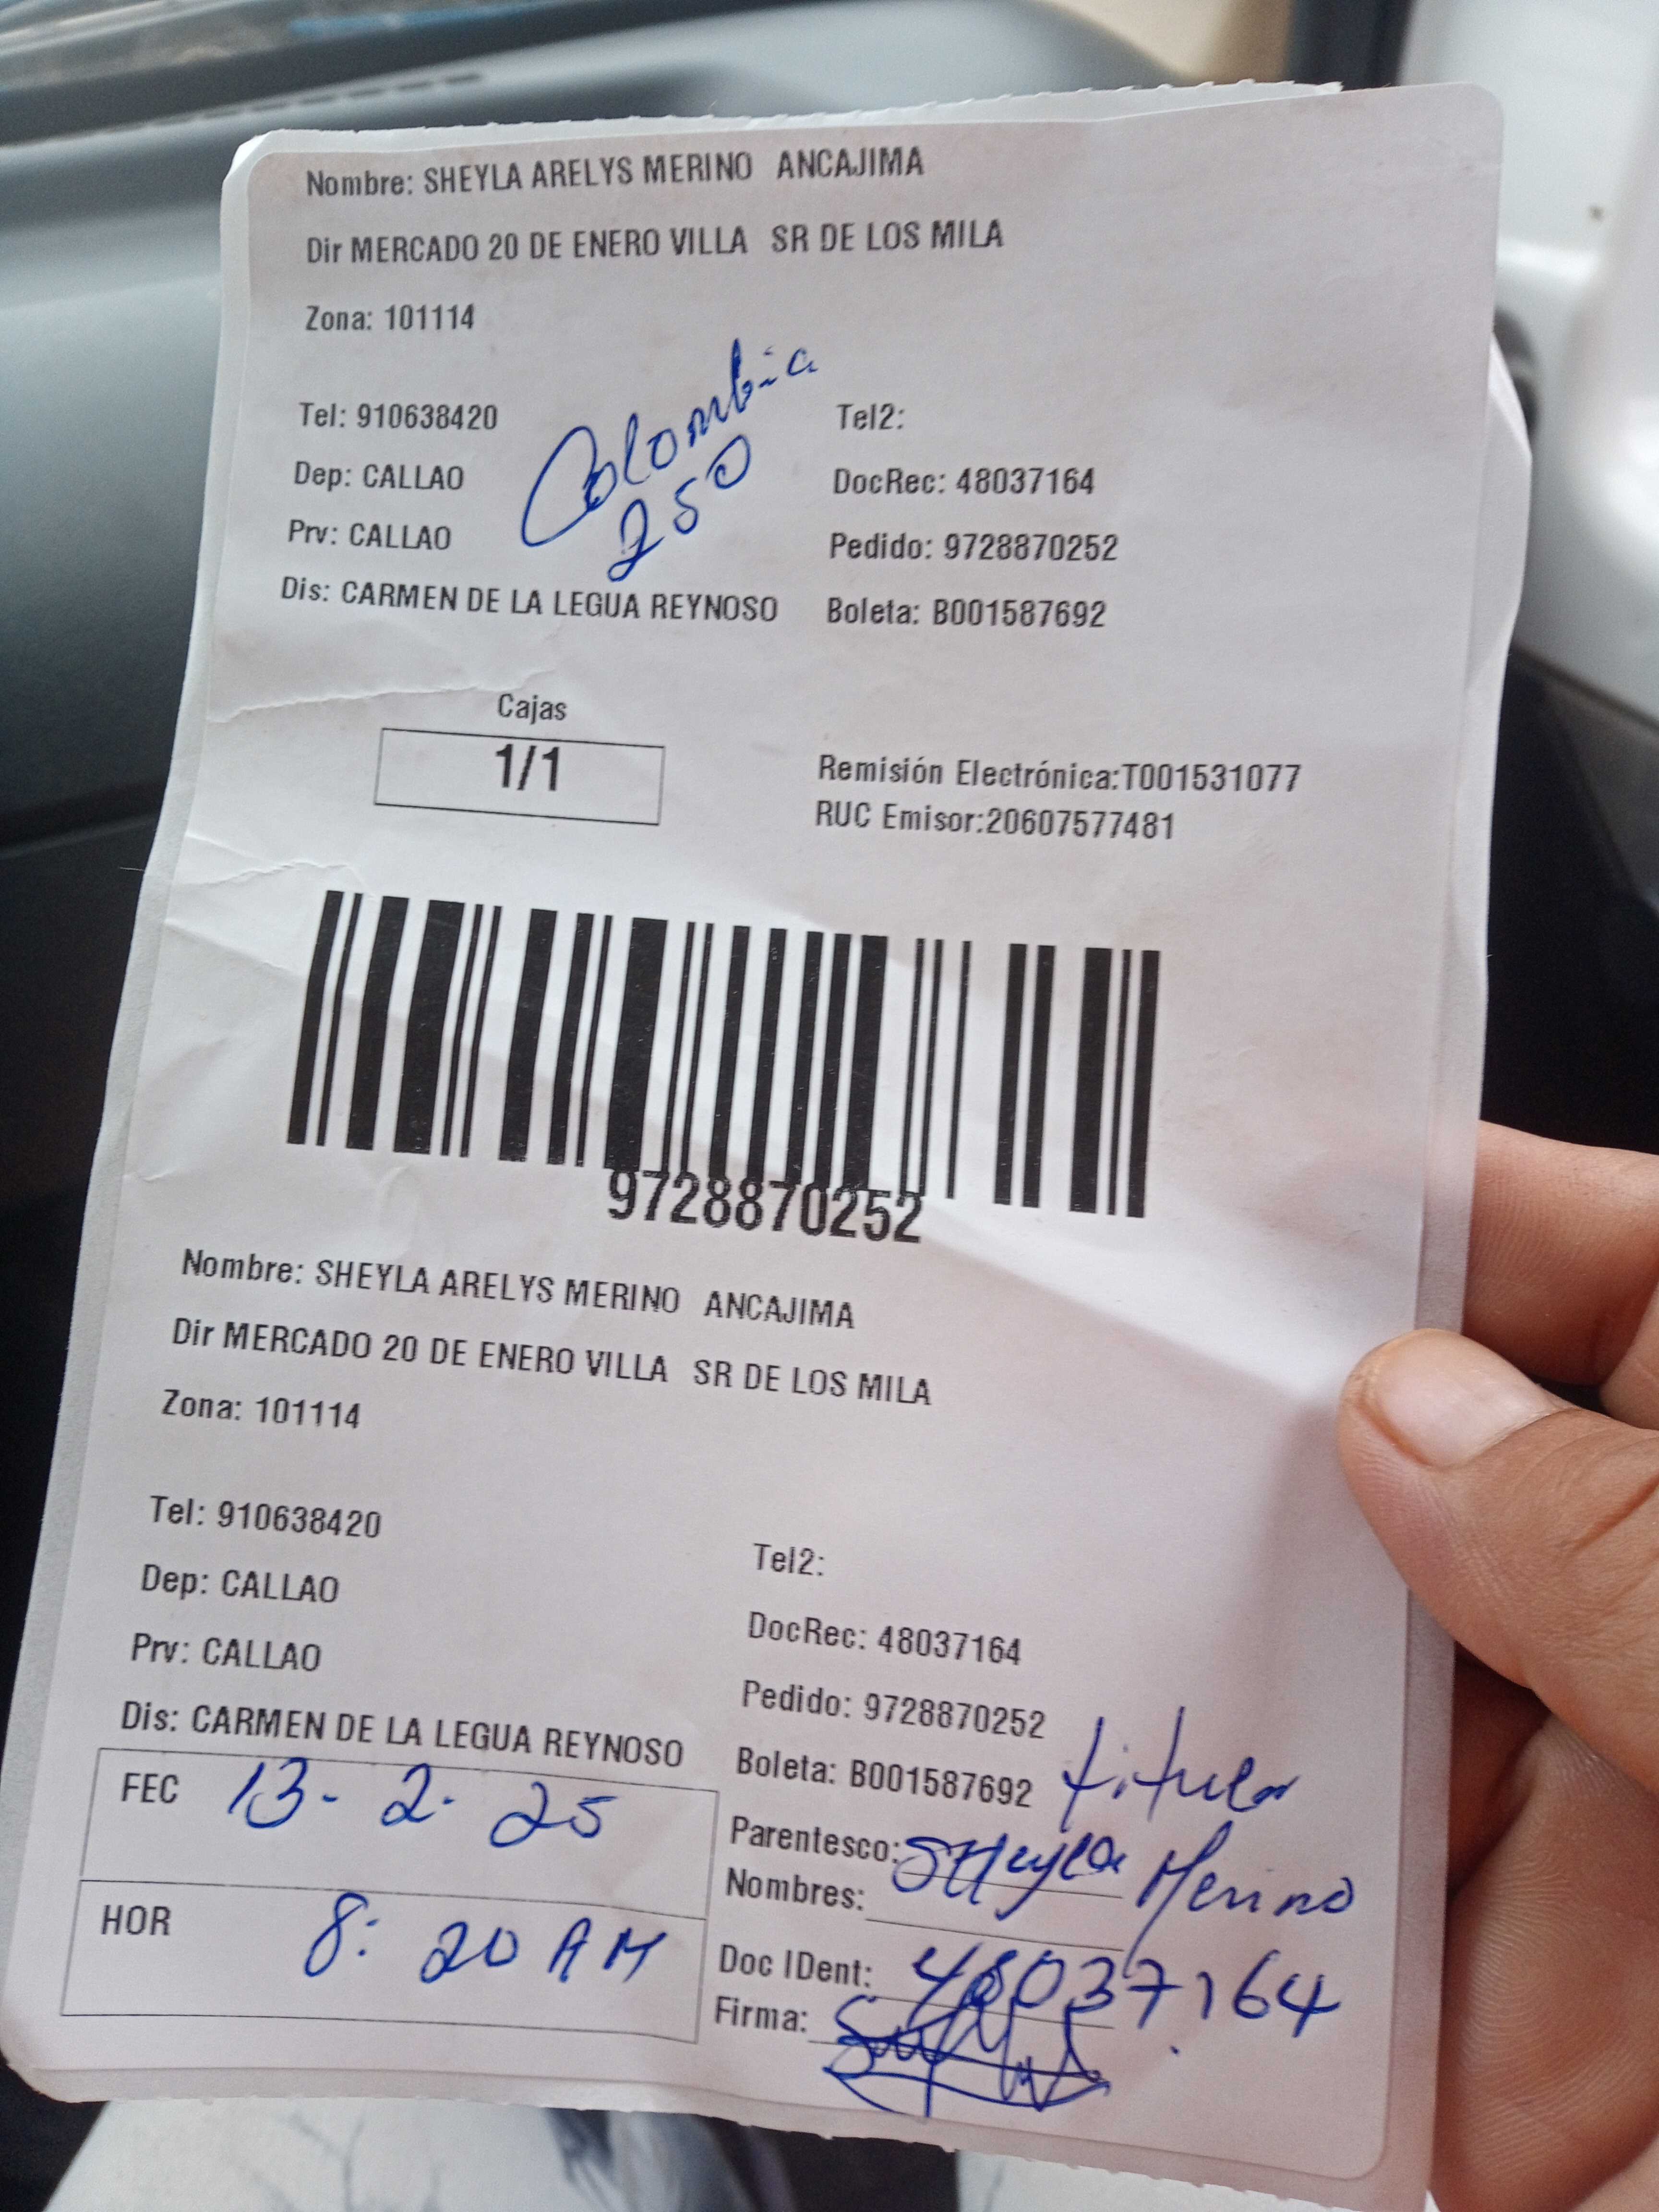 Nombre: SHEYLA ARELYS MERINO ANCAJIMA
Dir MERCADO 20 DE ENERO VILLA SR DE LOS MILA
Zona: 101114
Colombia
250
Tel: 910638420
Tel2:
Dep: CALLAO
DocRec: 48037164
Prv: CALLAO
Pedido: 9728870252
Dis: CARMEN DE LA LEGUA REYNOSO
Boleta: B001587692
Cajas
1/1
Remisión Electrónica:T001531077
RUC Emisor:20607577481
9728870252
Nombre: SHEYLA ARELYS MERINO ANCAJIMA
Dir MERCADO 20 DE ENERO VILLA SR DE LOS MILA
Zona: 101114
Tel: 910638420
Tel2:
Dep: CALLAO
DocRec: 48037164
Prv: CALLAO
Pedido: 9728870252
Dis: CARMEN DE LA LEGUA REYNOSO
Boleta: B001587692
FEC 13-2-25
HOR 8:20 AM
titular
Parentesco:
Nombres: SHeyla Merino
Doc IDent: 48037164
Firma: